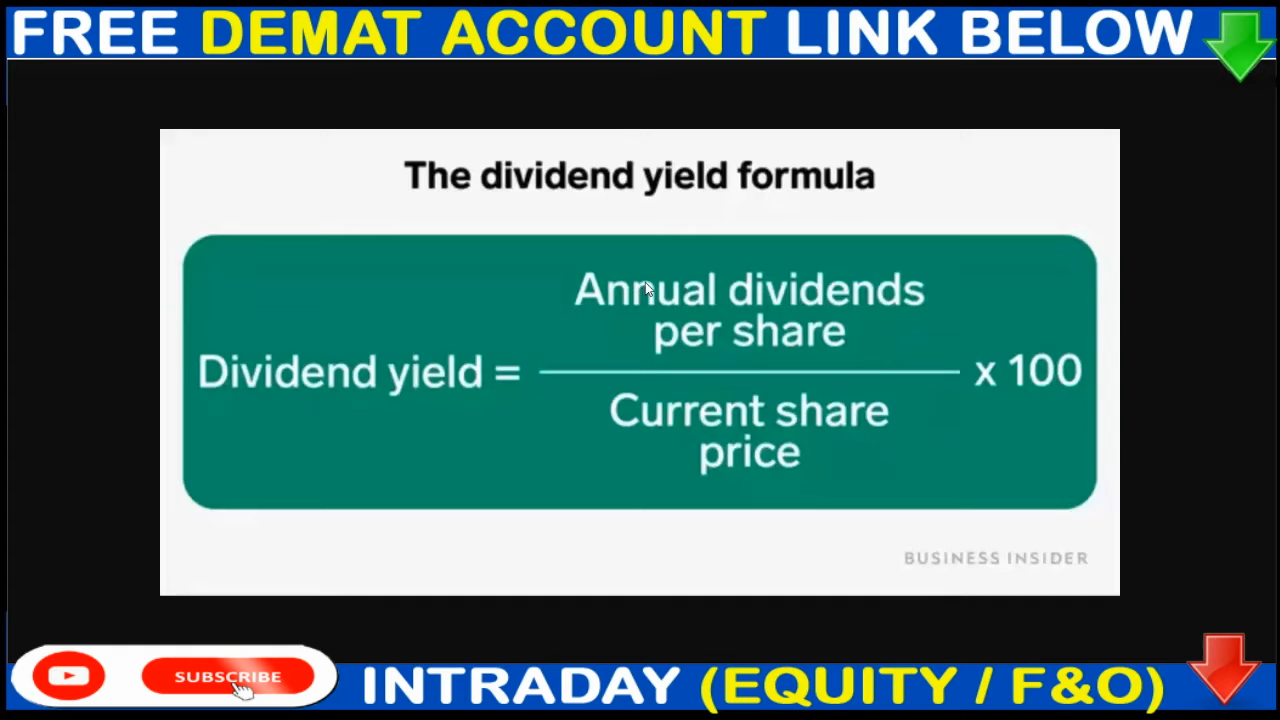 FREE DEMAT ACCOUNT LINK BELOW
The dividend yield formula
Annual dividends
per share
Dividend yield =
x 100
Current share
price
BUSINESS INSIDER
SUBSCRIBE
INTRADAY (EQUITY / F&O)